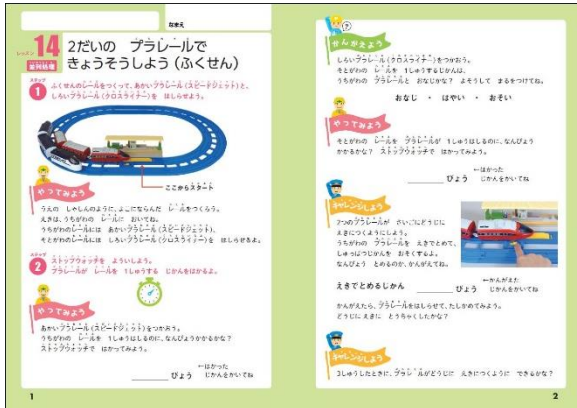 なまえ
レッスン
14
並列処理
2だいの プラレールで
きょうそうしよう（ふくせん）
ステップ
1
ふくせんのレールをつくって、あかいプラレール（スピードジェット）と、
しろいプラレール（クロスライナー）を はしらせよう。
ここからスタート
やってみよう
うえの しゃしんのように、よこにならんだ レールをつくろう。
えきは、うちがわの レールに おいてね。
うちがわのレールには あかいプラレール（スピードジェット）、
そとがわのレールには しろいプラレール（クロスライナー）を はしらせるよ。
ステップ
2
ストップウォッチを よういしよう。
プラレールが レールを 1しゅうする じかんをはかるよ。
やってみよう
あかいプラレール（スピードジェット）をつかおう。
うちがわの レールを 1しゅうするのに、なんびょうかかるかな？
ストップウォッチで はかってみよう。
びょう
←はかった
じかんをかいてね
1
かんがえよう
しろいプラレール（クロスライナー）をつかおう。
そとがわの レールを 1しゅうするじかんは、
うちがわの プラレールと おなじかな？ よそうして まるをつけてね。
おなじ ・ はやい ・ おそい
やってみよう
そとがわの レールを プラレールが 1しゅうはしるのに、なんびょう
かかるかな？ ストップウォッチで はかってみよう。
びょう
←はかった
じかんをかいてね
チャレンジしよう
2つのプラレールが さいごにどうじに
えきにつくようにしよう。
うちがわの プラレールを えきでとめて、
しゅっぱつじかんを おそくするよ。
なんびょう とめるのか、かんがえてね。
えきでとめるじかん
びょう
←かんがえた
じかんをかいてね
かんがえたら、プラレールをはしらせて、たしかめてみよう。
どうじに えきに とうちゃくしたかな？
チャレンジしよう
3しゅうしたときに、プラレールがどうじに えきにつくように できるかな？
2